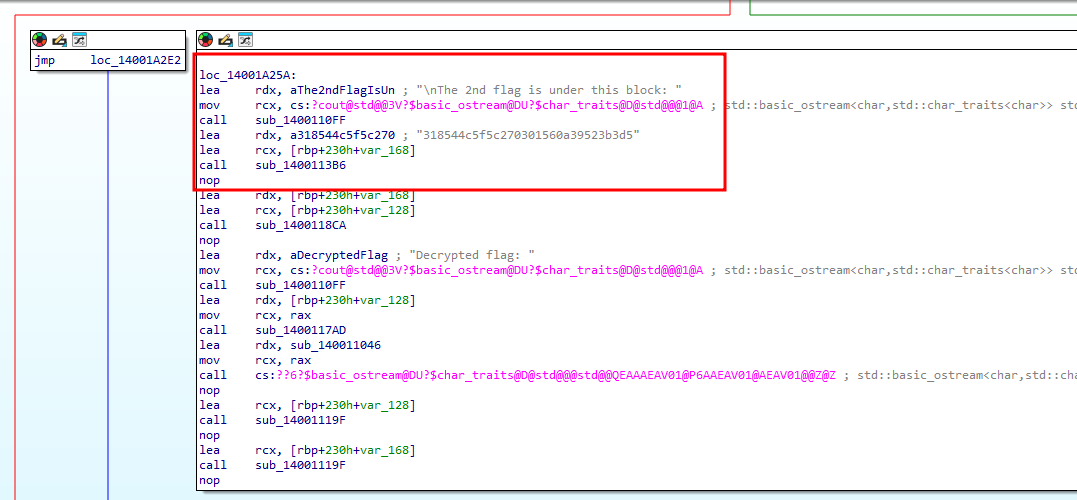 jmp loc_14001A2E2
loc_14001A25A:
lea rdx, aThe2ndFlagIsUn ; "\nThe 2nd flag is under this block: "
mov rcx, cs:?cout@std@@3V?$basic_ostream@DU?$char_traits@D@std@@@1@A ; std::basic_ostream<char,std::char_traits<char>> std
call sub_1400110FF
lea rdx, a318544c5f5c270 ; "318544c5f5c270301560a39523b3d5"
lea rcx, [rbp+230h+var_168]
call sub_1400113B6
nop
lea rdx, [rbp+230h+var_168]
lea rcx, [rbp+230h+var_128]
call sub_1400118CA
nop
lea rdx, aDecryptedFlag ; "Decrypted flag: "
mov rcx, cs:?cout@std@@3V?$basic_ostream@DU?$char_traits@D@std@@@1@A ; std::basic_ostream<char,std::char_traits<char>> std
call sub_1400110FF
lea rdx, [rbp+230h+var_128]
mov rcx, rax
call sub_1400117AD
lea rdx, sub_140011046
mov rcx, rax
call cs:??6?$basic_ostream@DU?$char_traits@D@std@@@std@@QEAAAEAV01@P6AAEAV01@AEAV01@@Z@Z ; std::basic_ostream<char,std::cha
nop
lea rcx, [rbp+230h+var_128]
call sub_14001119F
nop
lea rcx, [rbp+230h+var_168]
call sub_14001119F
nop